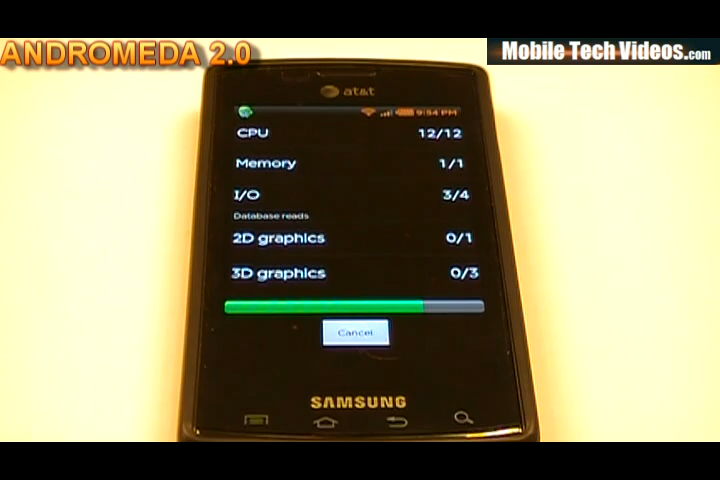 ANDROMEDA 2.0
Mobile Tech Videos.com
at&t
9:54 PM
CPU 12/12
Memory 1/1
I/O 3/4
Database reads
2D graphics 0/1
3D graphics 0/3
Cancel
SAMSUNG